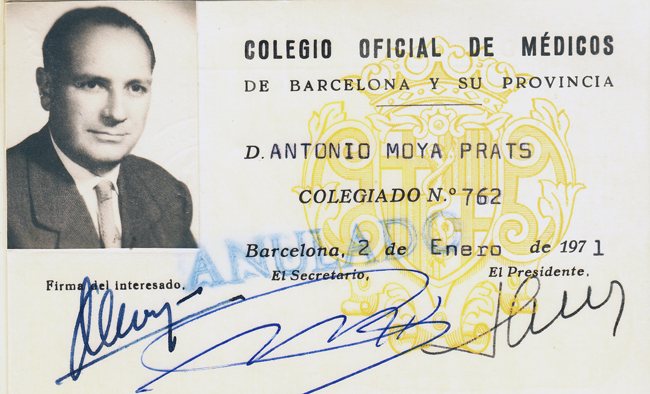 COLEGIO OFICIAL DE MÉDICOS
DE BARCELONA Y SU PROVINCIA
D. ANTONIO MOYA PRATS
COLEGIADO N.º 762
ANULADO
Barcelona, 2 de Enero de 1971
Firma del interesado. El Secretario, El Presidente,